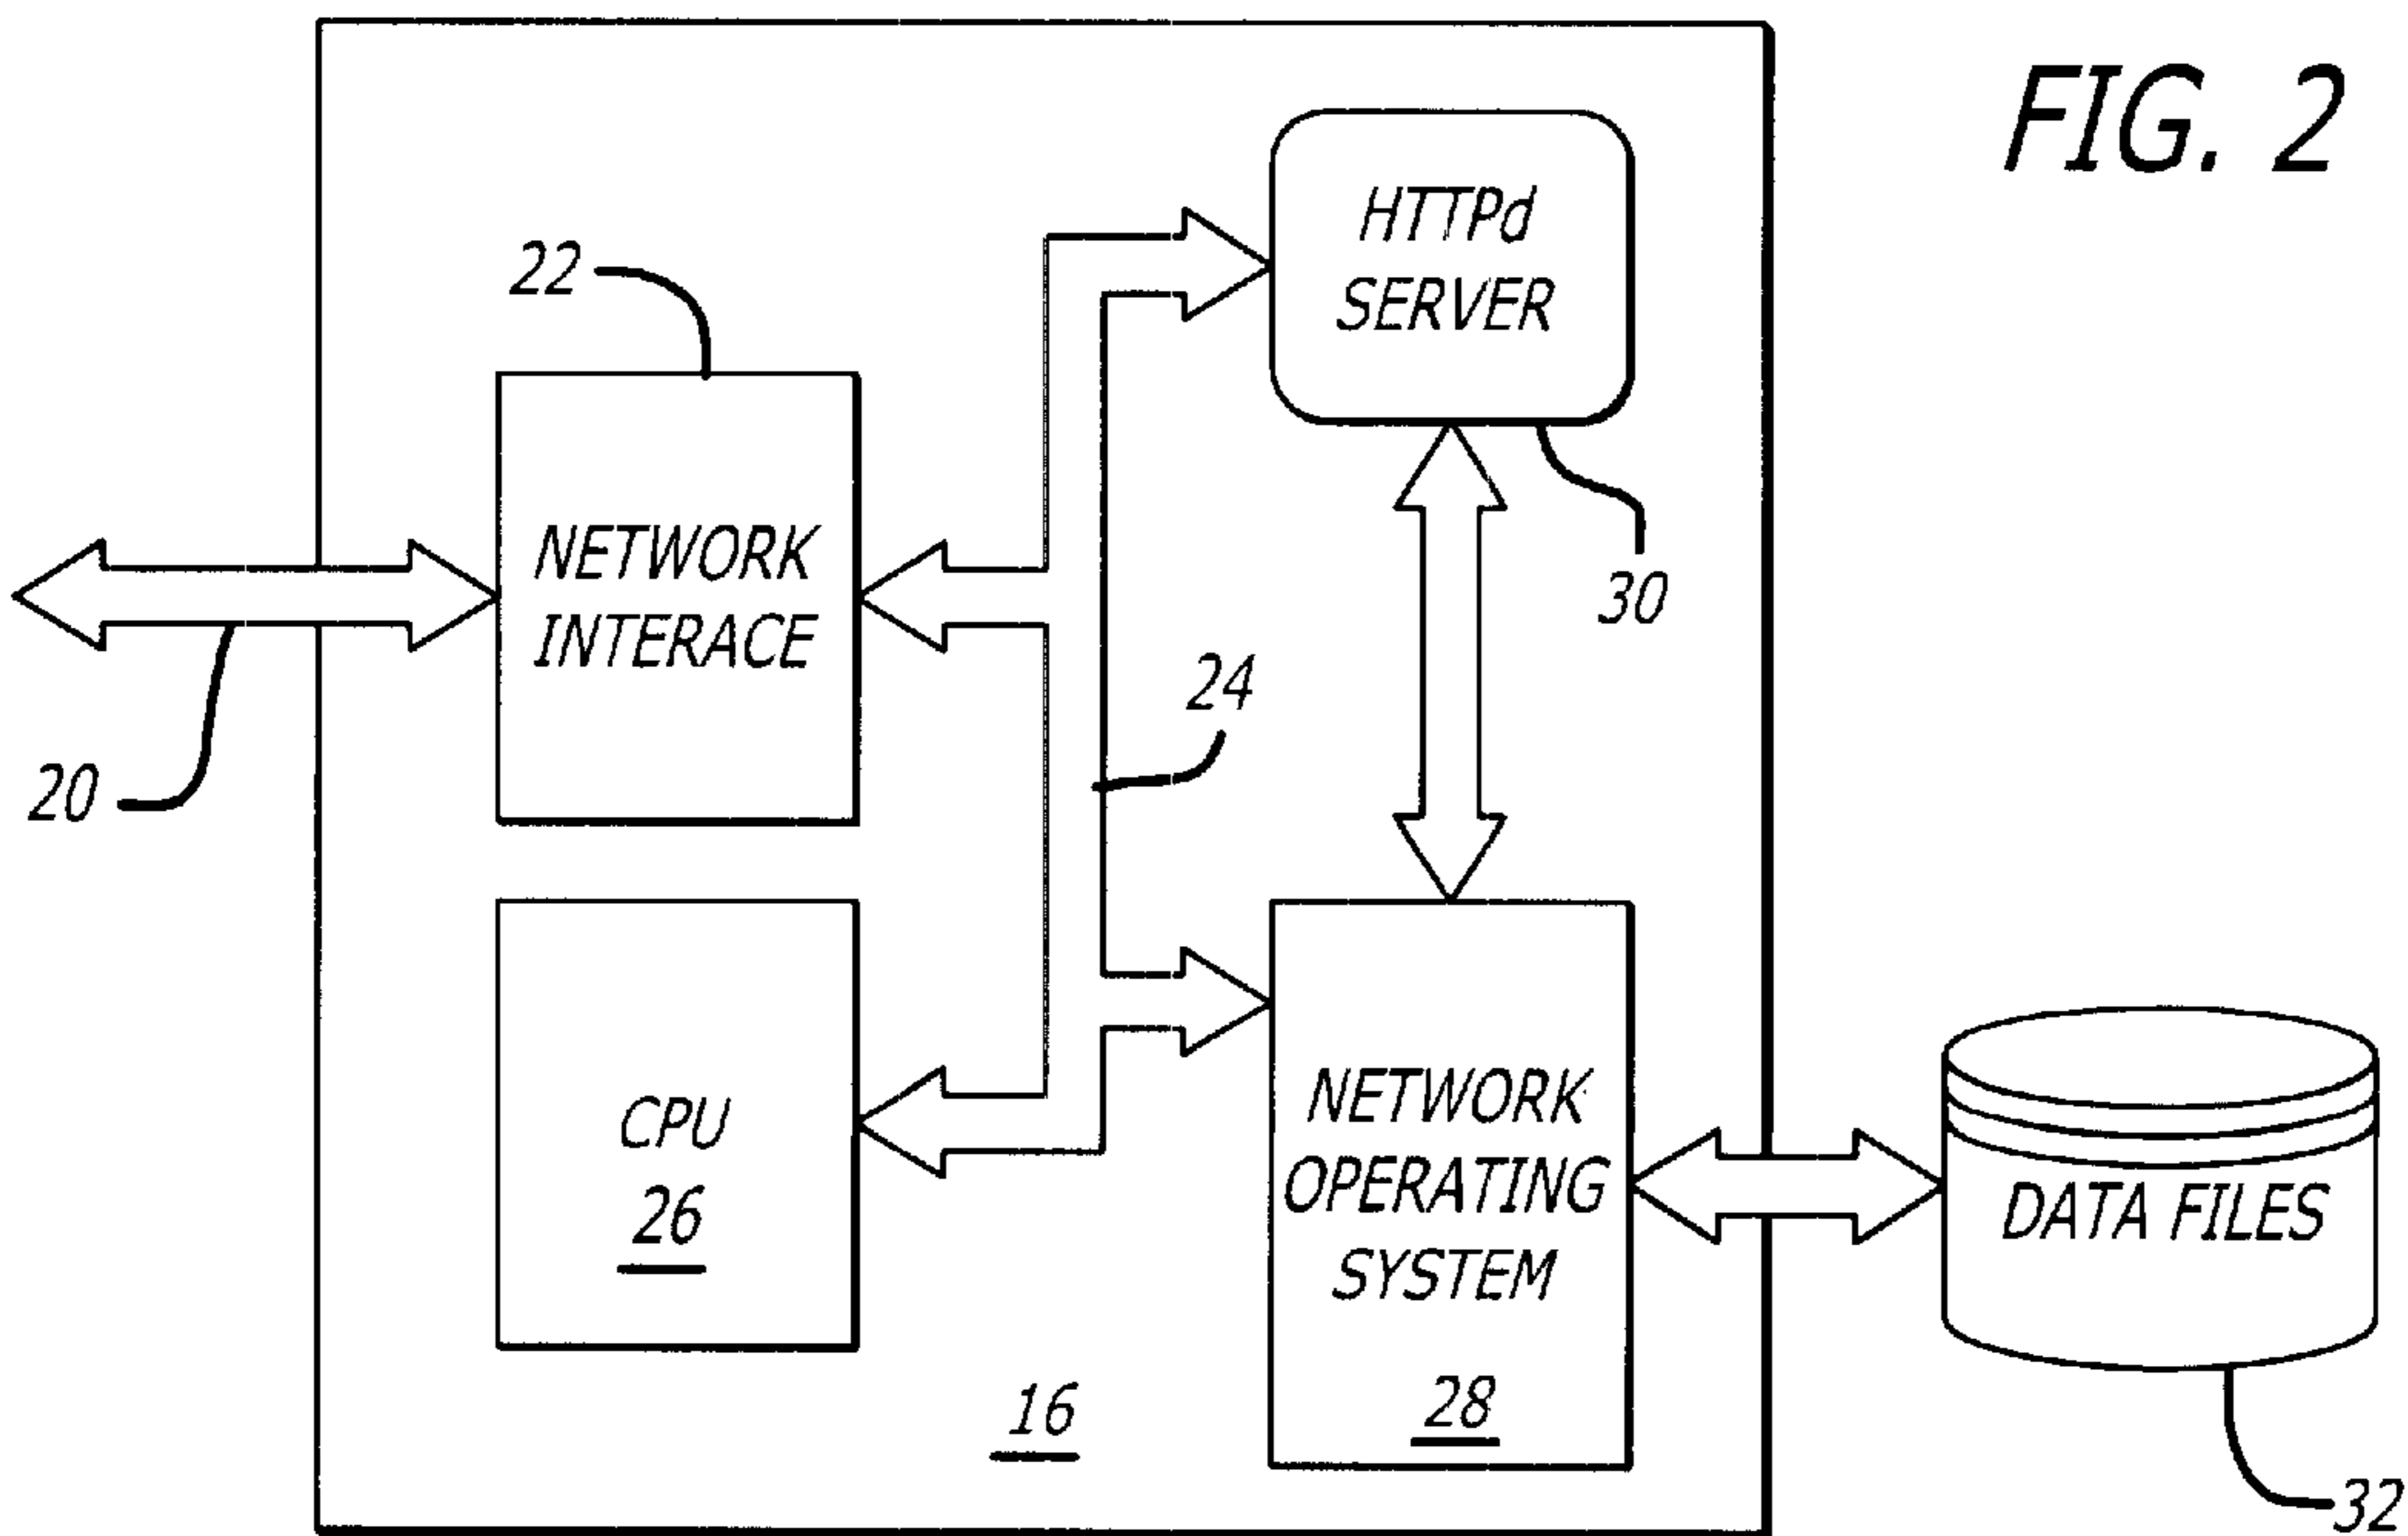 FIG. 2
HTTPd
SERVER
22
30
NETWORK
INTERACE
24
20
CPU
26
NETWORK
OPERATING
SYSTEM
28
DATA FILES
16
32